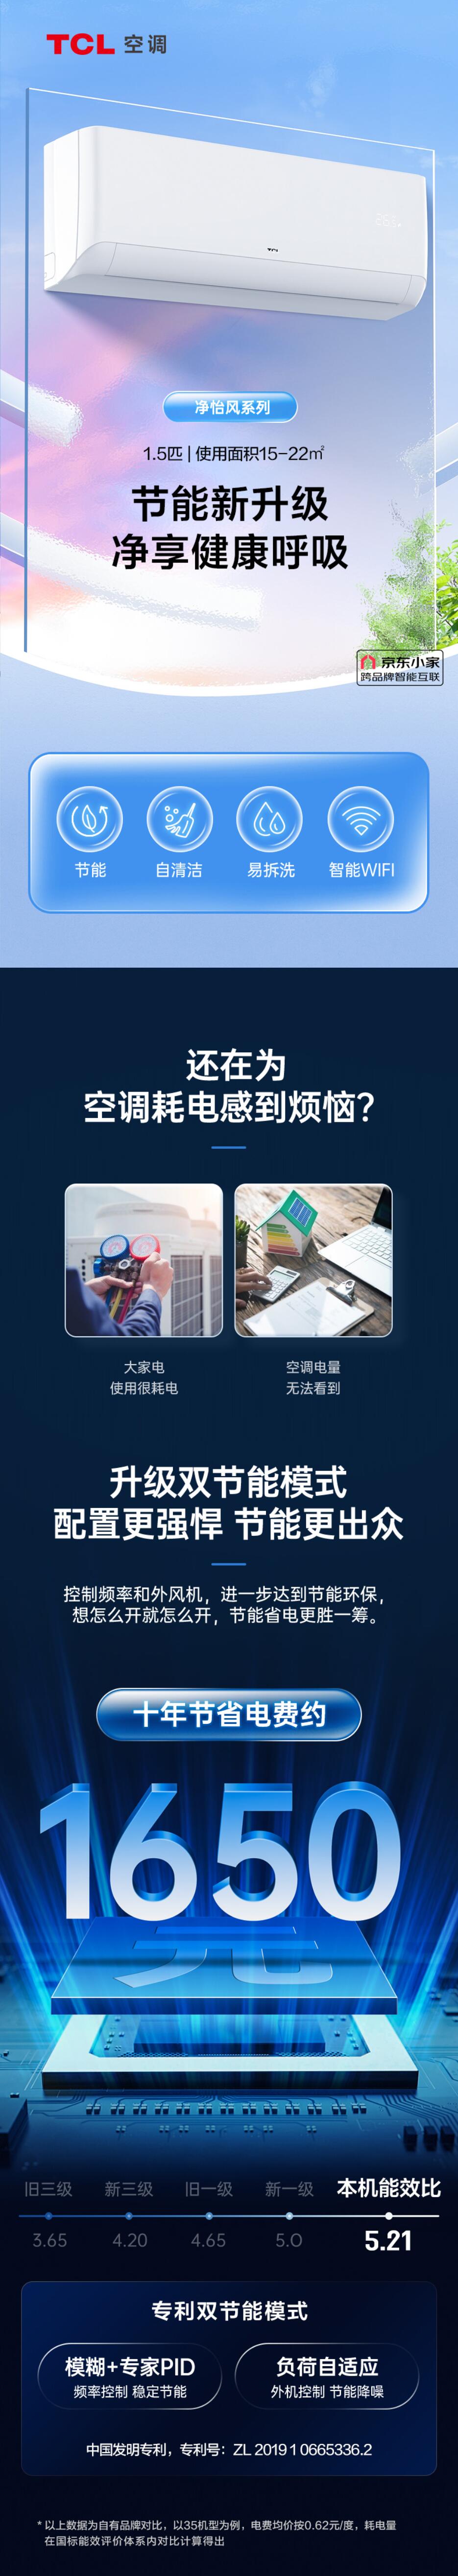 TCL 空调
26.5
TCL
净怡风系列
1.5匹 | 使用面积15-22㎡
节能新升级
净享健康呼吸
京东小家
跨品牌智能互联
节能
自清洁
易拆洗
智能WIFI
还在为
空调耗电感到烦恼?
大家电
使用很耗电
空调电量
无法看到
升级双节能模式
配置更强悍 节能更出众
控制频率和外风机，进一步达到节能环保，
想怎么开就怎么开，节能省电更胜一筹。
十年节省电费约
1650
元
旧三级 新三级 旧一级 新一级 本机能效比
3.65 4.20 4.65 5.0 5.21
专利双节能模式
模糊+专家PID
频率控制 稳定节能
负荷自适应
外机控制 节能降噪
中国发明专利，专利号：ZL 2019 1 0665336.2
* 以上数据为自有品牌对比，以35机型为例，电费均价按0.62元/度，耗电量
在国标能效评价体系内对比计算得出